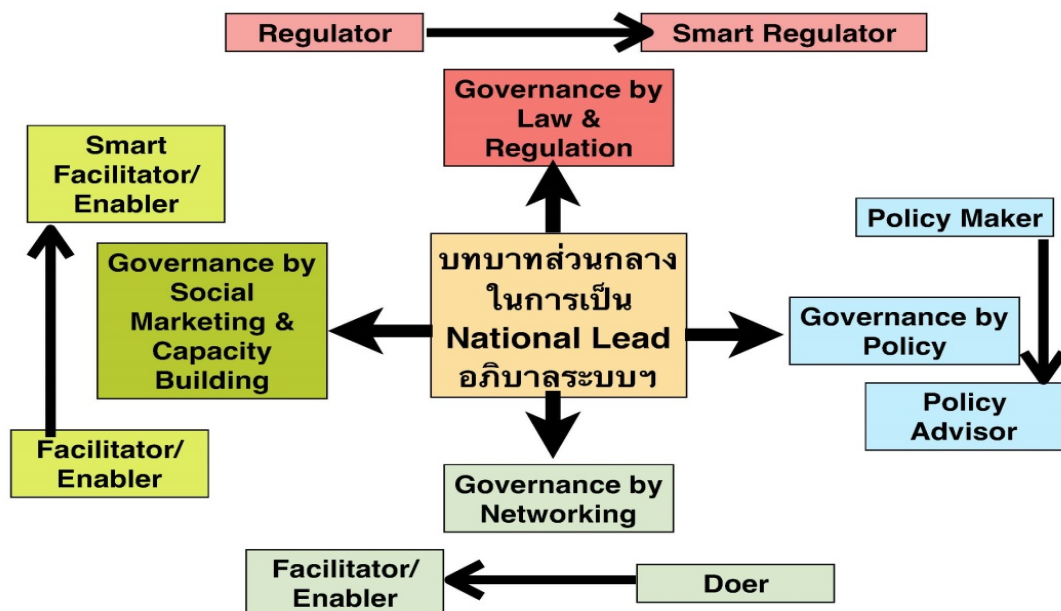 Regulator
Smart Regulator
Governance by
Law &
Regulation
Smart
Facilitator/
Enabler
Policy Maker
Governance by
Social
Marketing &
Capacity
Building
บทบาทส่วนกลาง
ในการเป็น
National Lead
อภิบาลระบบฯ
Governance by
Policy
Policy
Advisor
Facilitator/
Enabler
Governance by
Networking
Facilitator/
Enabler
Doer